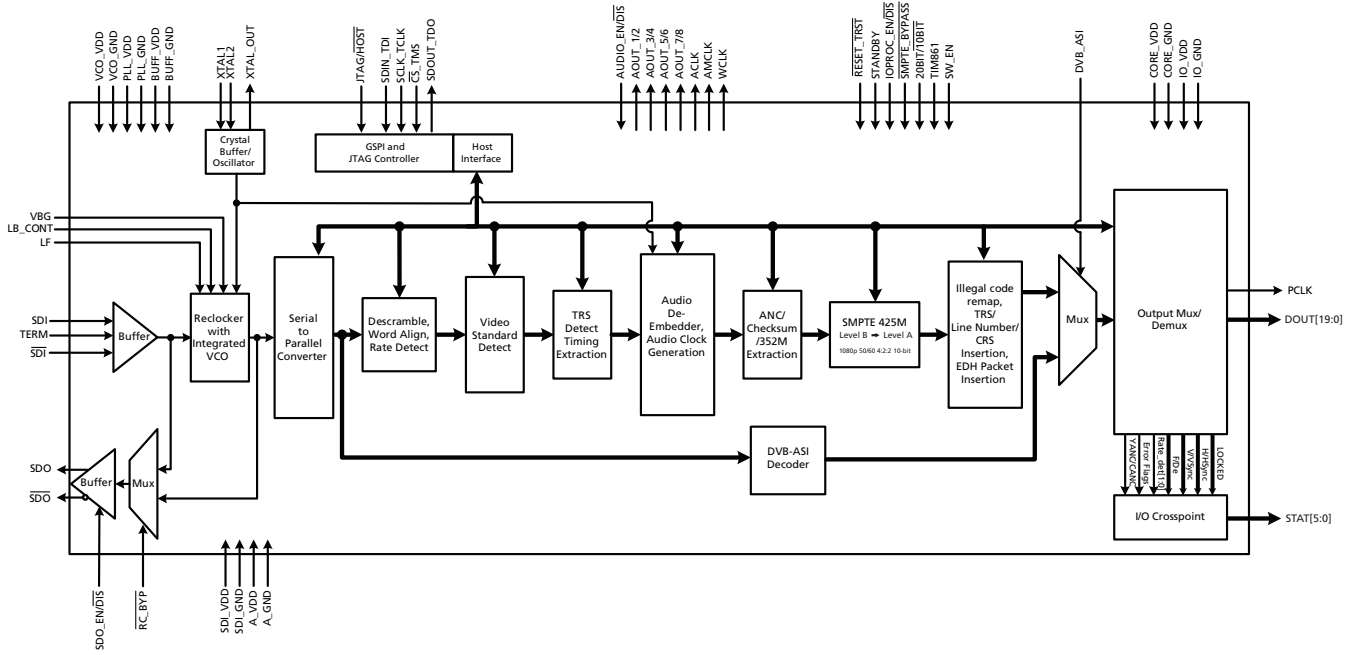 VCO_VDD
VCO_GND
PLL_VDD
PLL_GND
BUFF_VDD
BUFF_GND
XTAL1
XTAL2
XTAL_OUT
JTAG/HOST
SDIN_TDI
SCLK_TCLK
CS_TMS
SDOUT_TDO
AUDIO_EN/DIS
AOUT_1/2
AOUT_3/4
AOUT_5/6
AOUT_7/8
ACLK
AMCLK
WCLK
RESET_TRST
STANDBY
IOPROC_EN/DIS
SMPTE_BYPASS
20BIT/10BIT
TIM861
SW_EN
DVB_ASI
CORE_VDD
CORE_GND
IO_VDD
IO_GND
Crystal
Buffer/
Oscillator
GSPI and
JTAG Controller
Host
Interface
VBG
LB_CONT
LF
SDI
TERM
SDI
Buffer
Reclocker
with
Integrated
VCO
Serial
to
Parallel
Converter
Descramble,
Word Align,
Rate Detect
Video
Standard
Detect
TRS
Detect
Timing
Extraction
Audio
De-
Embedder,
Audio Clock
Generation
ANC/
Checksum
/352M
Extraction
SMPTE 425M
Level B → Level A
1080p 50/60 4:2:2 10-bit
Illegal code
remap,
TRS/
Line Number/
CRS
Insertion,
EDH Packet
Insertion
Mux
Output Mux/
Demux
PCLK
DOUT[19:0]
DVB-ASI
Decoder
SDO
SDO
Buffer
Mux
YANC/CANC
Error Flags
Rate_det[1:0]
F/De
V/VSync
H/HSync
LOCKED
I/O Crosspoint
STAT[5:0]
SDO_EN/DIS
RC_BYP
SDI_VDD
SDI_GND
A_VDD
A_GND